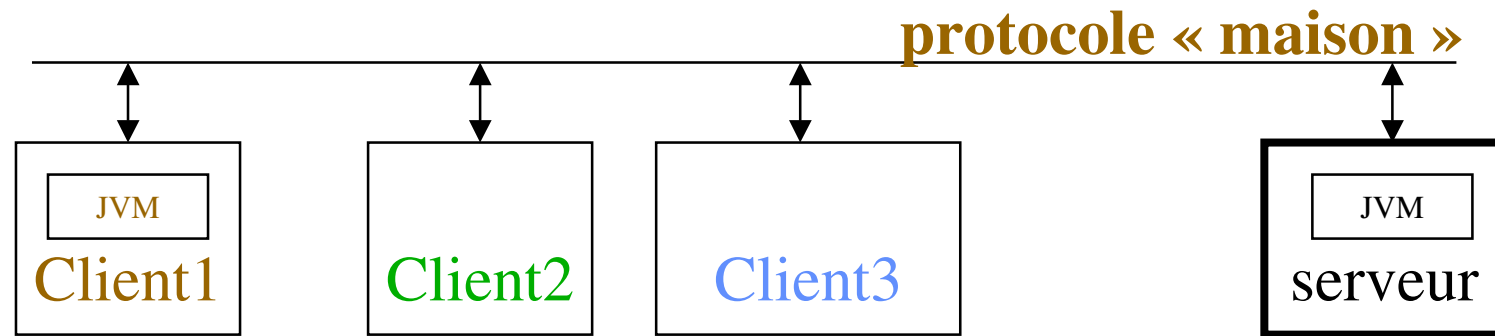 protocole « maison »
JVM
JVM
Client1
Client2
Client3
serveur